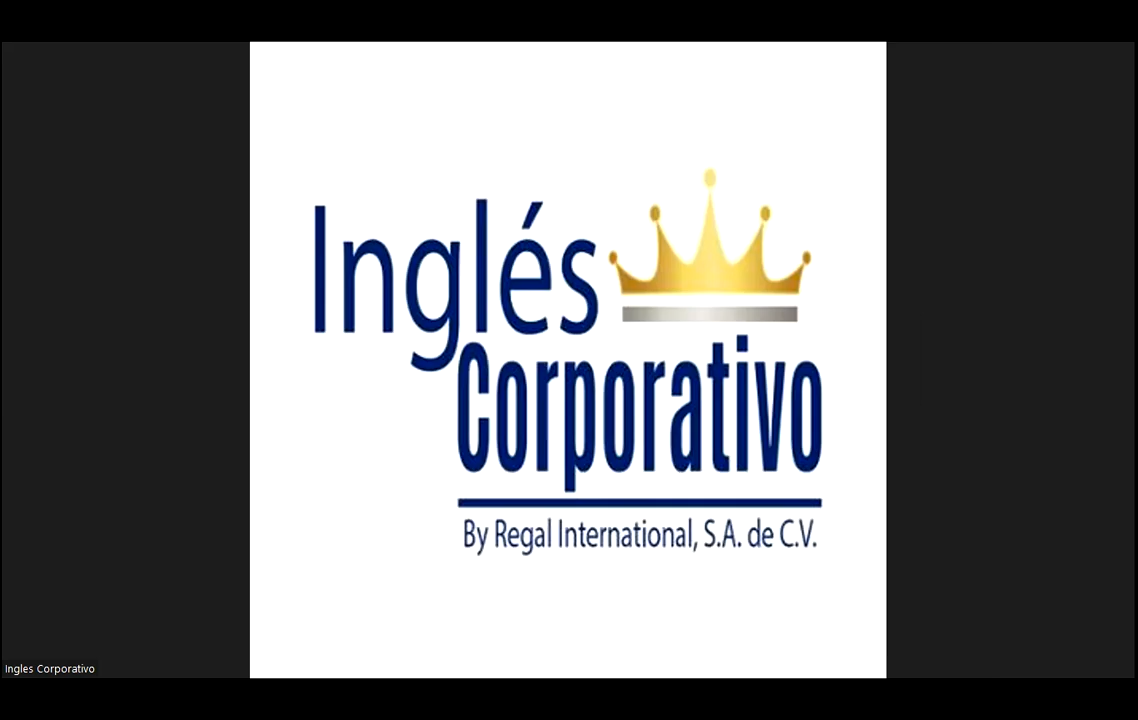 Inglés
Corporativo
By Regal International, S.A. de C.V.
Ingles Corporativo